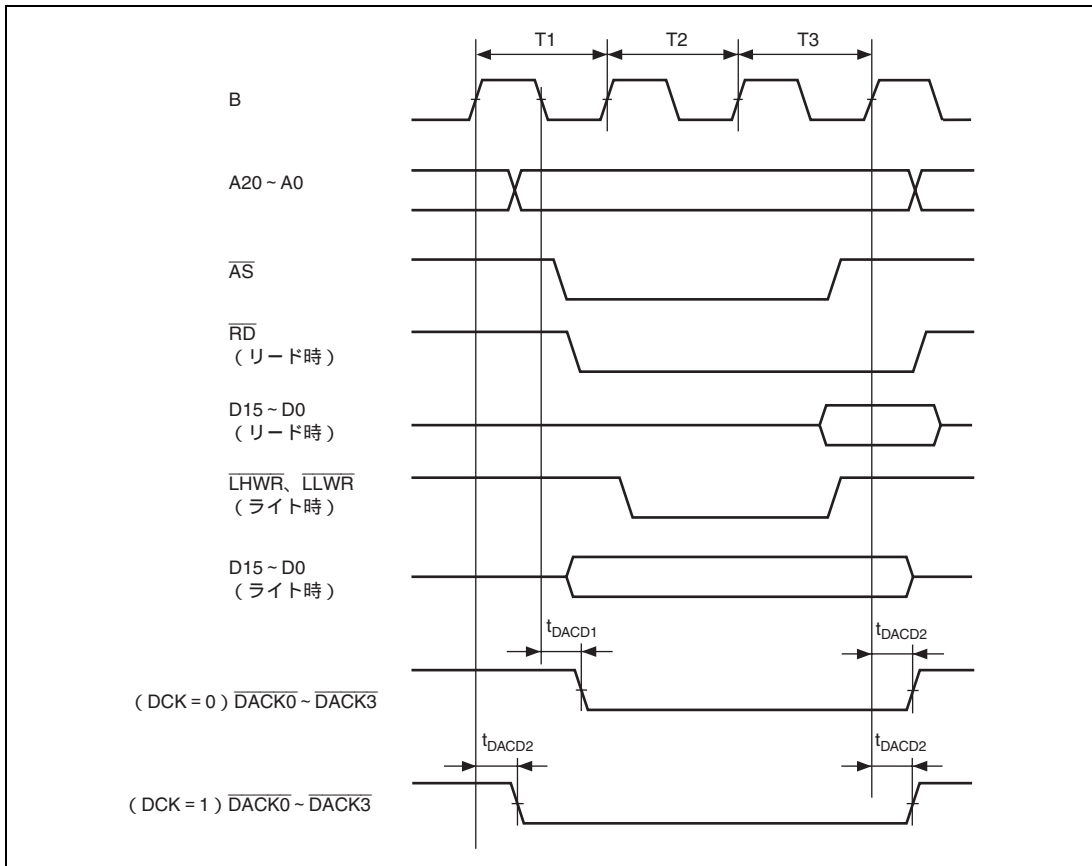 T1 T2 T3
B
A20 ~ A0
AS
RD
( リード時 )
D15 ~ D0
( リード時 )
LHWR、LLWR
( ライト時 )
D15 ~ D0
( ライト時 )
tDACD1 tDACD2
( DCK = 0 ) DACK0 ~ DACK3
tDACD2 tDACD2
( DCK = 1 ) DACK0 ~ DACK3